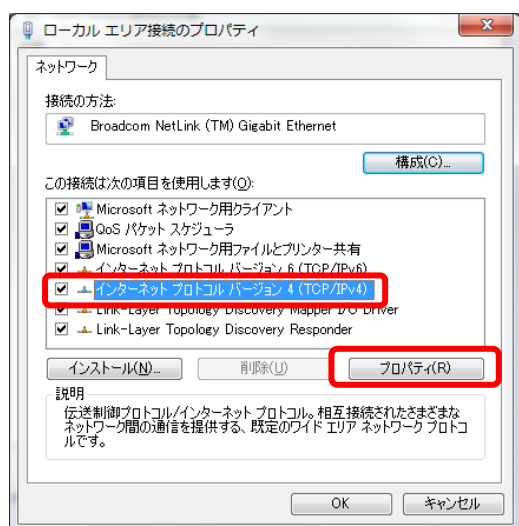 ローカル エリア接続のプロパティ
ネットワーク
接続の方法:
Broadcom NetLink (TM) Gigabit Ethernet
構成(C)...
この接続は次の項目を使用します(O):
Microsoft ネットワーク用クライアント
QoS パケット スケジューラ
Microsoft ネットワーク用ファイルとプリンター共有
インターネット プロトコル バージョン 6 (TCP/IPv6)
インターネット プロトコル バージョン 4 (TCP/IPv4)
Link-Layer Topology Discovery Mapper I/O Driver
Link-Layer Topology Discovery Responder
インストール(N)...
削除(U)
プロパティ(R)
説明
伝送制御プロトコル/インターネット プロトコル。相互接続されたさまざまな
ネットワーク間の通信を提供する、既定のワイド エリア ネットワーク プロトコ
ルです。
OK
キャンセル